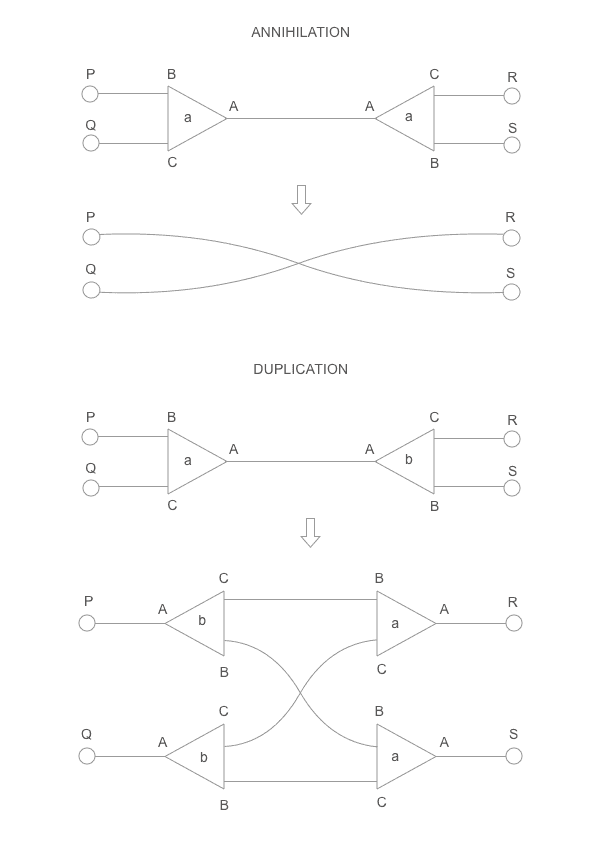 ANNIHILATION
P B C R
A A
a a
Q S
C B
P R
Q S
DUPLICATION
P B C R
A A
a b
Q S
C B
C B
P A A R
b a
B C
C B
Q A A S
b a
B C